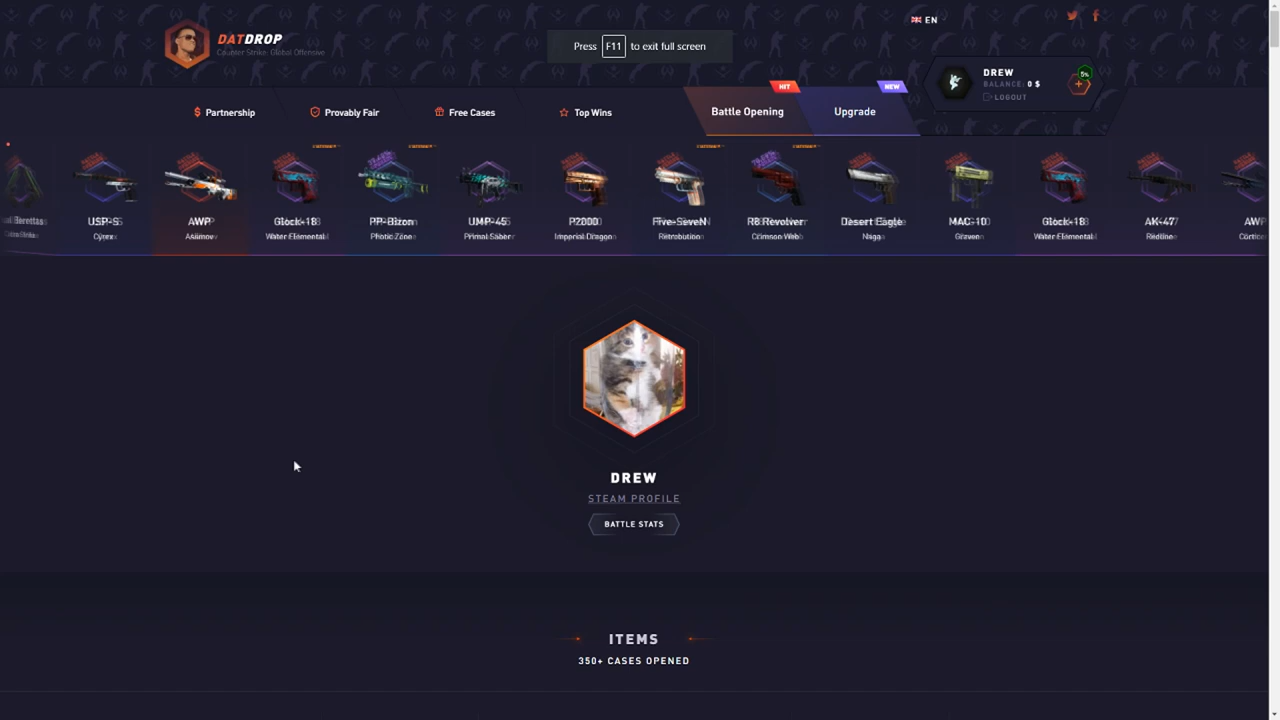 EN
DATDROP
Counter Strike: Global Offensive
Press F11 to exit full screen
DREW
BALANCE: 0 $
LOGOUT
5%
HIT
NEW
Partnership
Provably Fair
Free Cases
Top Wins
Battle Opening
Upgrade
USP-S
AWP
Glock-18
PP-Bizon
UMP-45
P2000
Five-SeveN
R8 Revolver
Desert Eagle
MAC-10
Glock-18
AK-47
AWP
Cyrex
Asiimov
Water Elemental
Photic Zone
Primal Saber
Imperial Dragon
Retribution
Crimson Web
Naga
Water Elemental
Redline
DREW
STEAM PROFILE
BATTLE STATS
ITEMS
350+ CASES OPENED